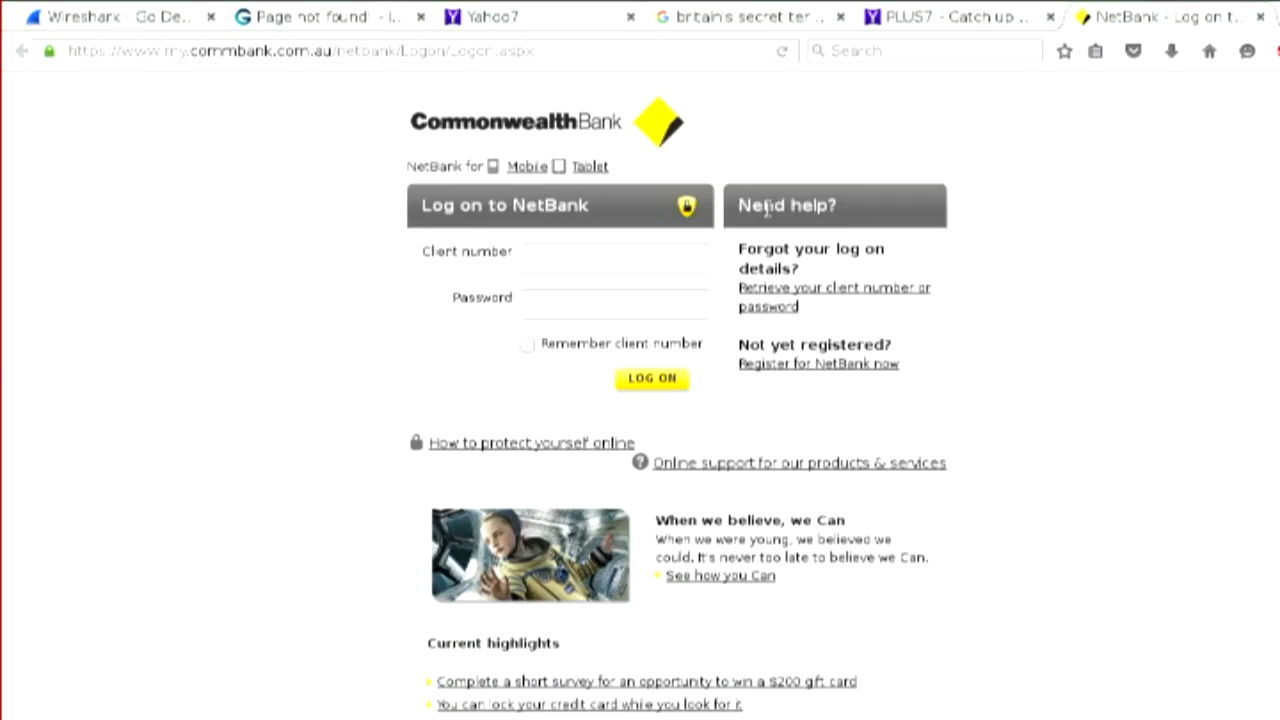 Wireshark · Go De..
Page not found · I...
Yahoo7
britain's secret ter ...
PLUS7 - Catch up ...
NetBank - Log on t...
https://www.my.commbank.com.au/netbank/Logon/Logon.aspx
Search
CommonwealthBank
NetBank for Mobile Tablet
Log on to NetBank
Client number
Password
Remember client number
LOG ON
Need help?
Forgot your log on
details?
Retrieve your client number or
password
Not yet registered?
Register for NetBank now
How to protect yourself online
Online support for our products & services
When we believe, we Can
When we were young, we believed we
could. It's never too late to believe we Can.
See how you Can
Current highlights
Complete a short survey for an opportunity to win a $200 gift card
You can lock your credit card while you look for it